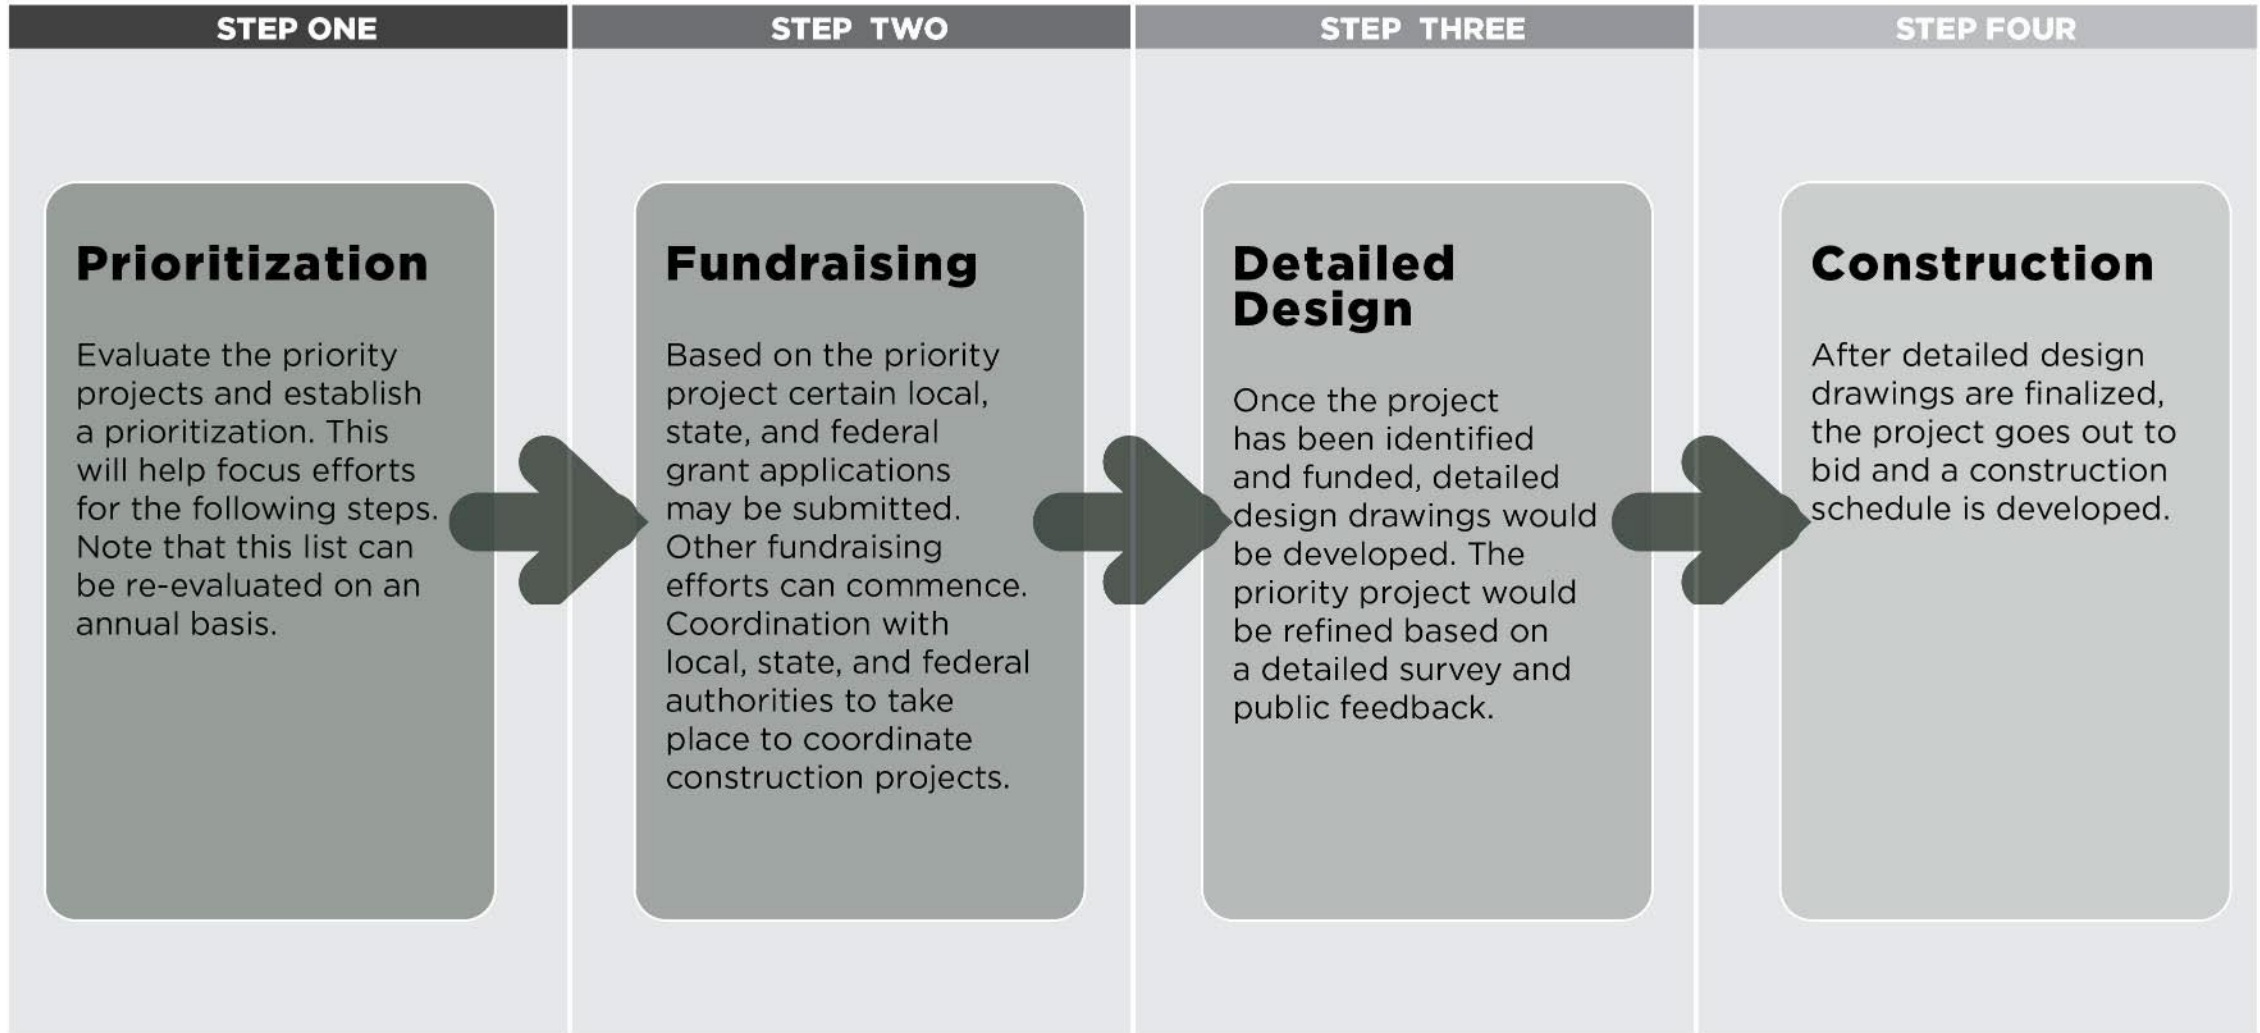 STEP ONE
Prioritization
Evaluate the priority
projects and establish
a prioritization. This
will help focus efforts
for the following steps.
Note that this list can
be re-evaluated on an
annual basis.
STEP TWO
Fundraising
Based on the priority
project certain local,
state, and federal
grant applications
may be submitted.
Other fundraising
efforts can commence.
Coordination with
local, state, and federal
authorities to take
place to coordinate
construction projects.
STEP THREE
Detailed
Design
Once the project
has been identified
and funded, detailed
design drawings would
be developed. The
priority project would
be refined based on
a detailed survey and
public feedback.
STEP FOUR
Construction
After detailed design
drawings are finalized,
the project goes out to
bid and a construction
schedule is developed.